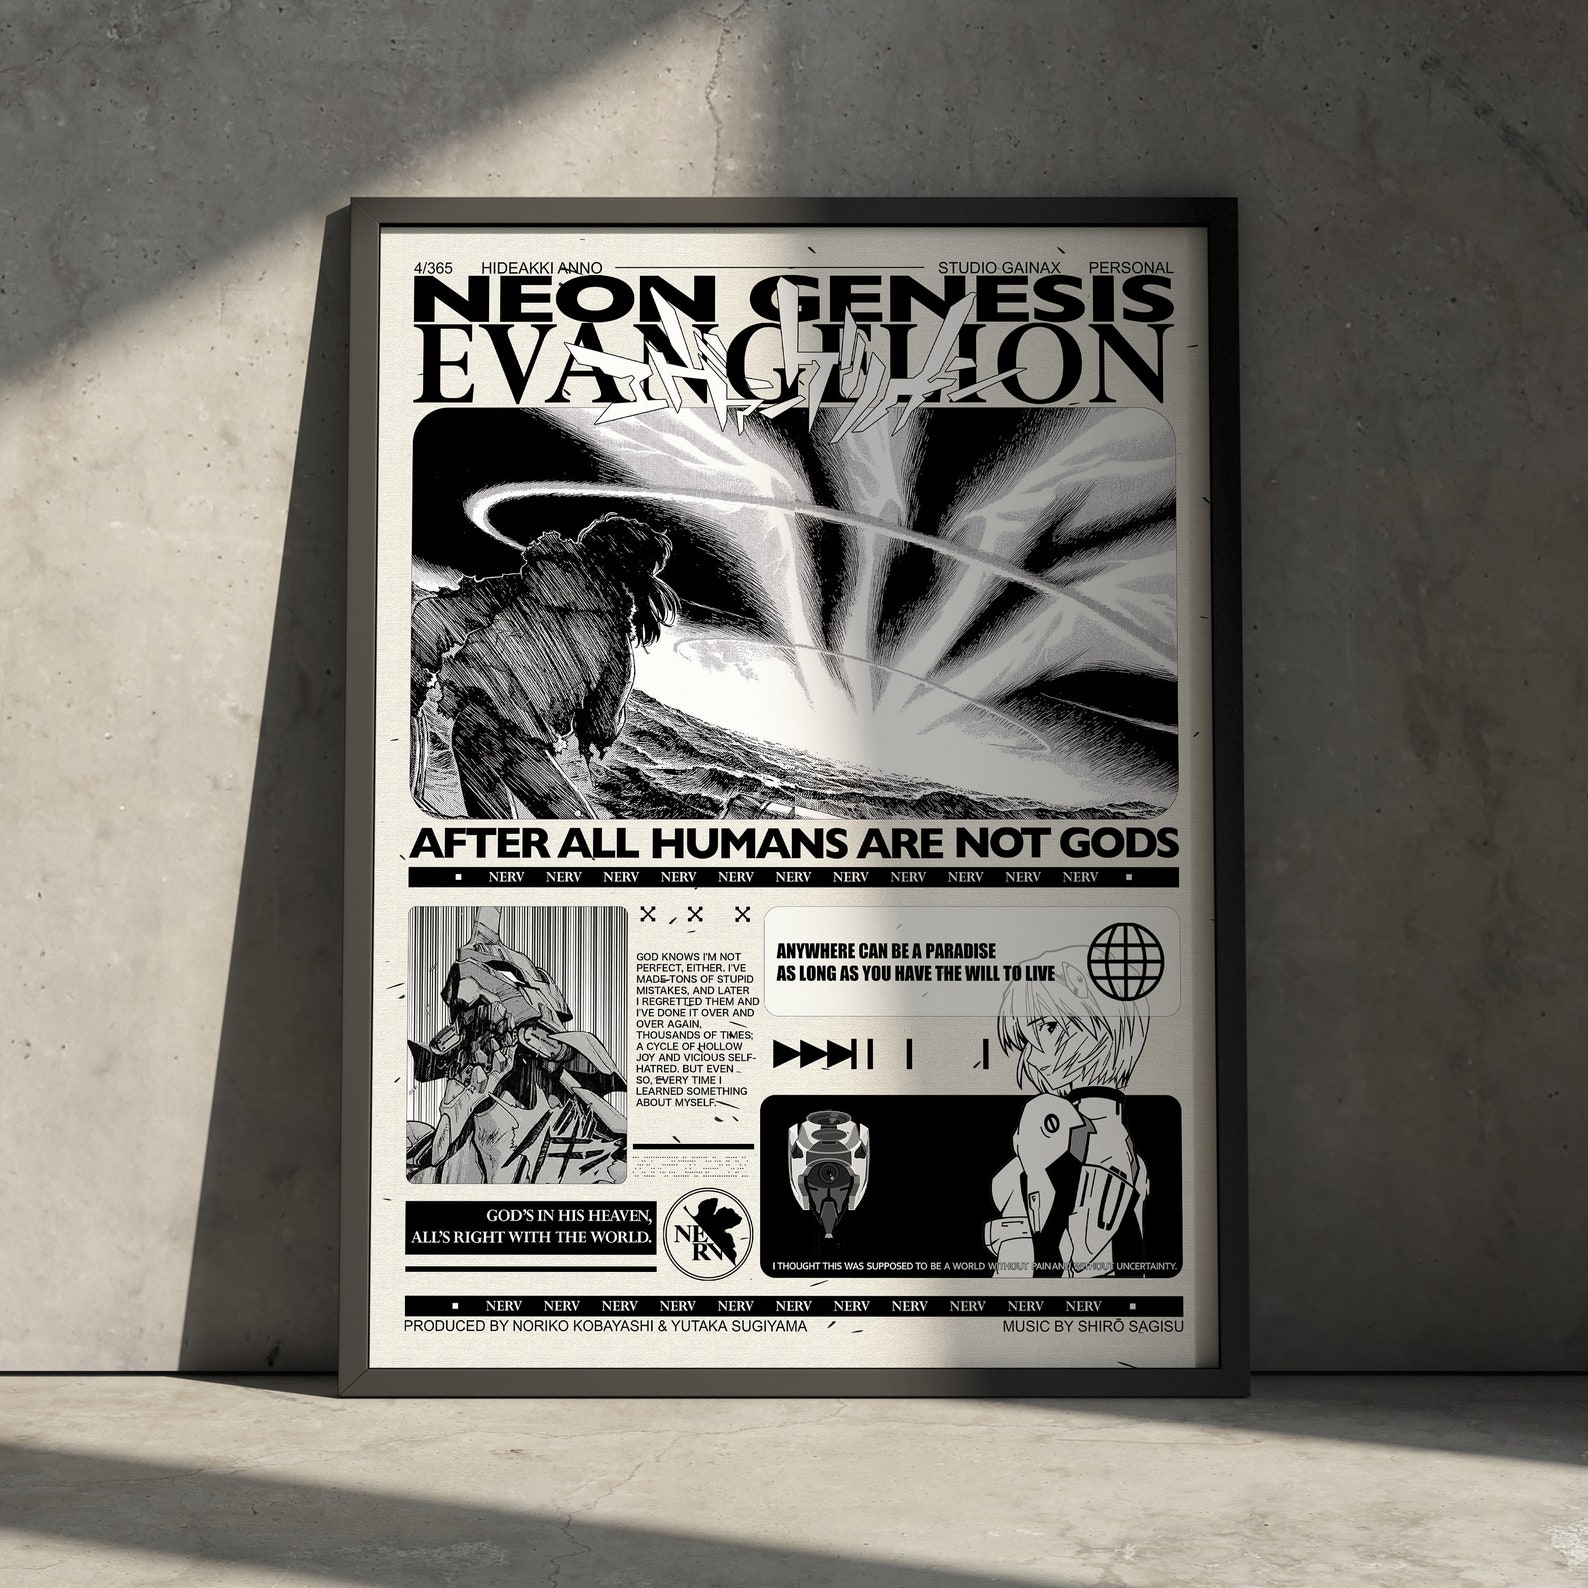 4/365 HIDEAKKI ANNO STUDIO GAINAX PERSONAL
NEON GENESIS
EVANGELION
AFTER ALL HUMANS ARE NOT GODS
NERV NERV NERV NERV NERV NERV NERV NERV NERV NERV NERV
GOD KNOWS I'M NOT
PERFECT, EITHER. I'VE
MADE TONS OF STUPID
MISTAKES, AND LATER
I REGRETTED THEM AND
I'VE DONE IT OVER AND
OVER AGAIN,
THOUSANDS OF TIMES;
A CYCLE OF HOLLOW
JOY AND VICIOUS SELF-
HATRED. BUT EVEN
SO, EVERY TIME I
LEARNED SOMETHING
ABOUT MYSELF.
ANYWHERE CAN BE A PARADISE
AS LONG AS YOU HAVE THE WILL TO LIVE
GOD'S IN HIS HEAVEN,
ALL'S RIGHT WITH THE WORLD.
NE
RV
I THOUGHT THIS WAS SUPPOSED TO BE A WORLD WITHOUT PAIN AND WITHOUT UNCERTAINTY.
NERV NERV NERV NERV NERV NERV NERV NERV NERV NERV NERV
PRODUCED BY NORIKO KOBAYASHI & YUTAKA SUGIYAMA MUSIC BY SHIRŌ SAGISU